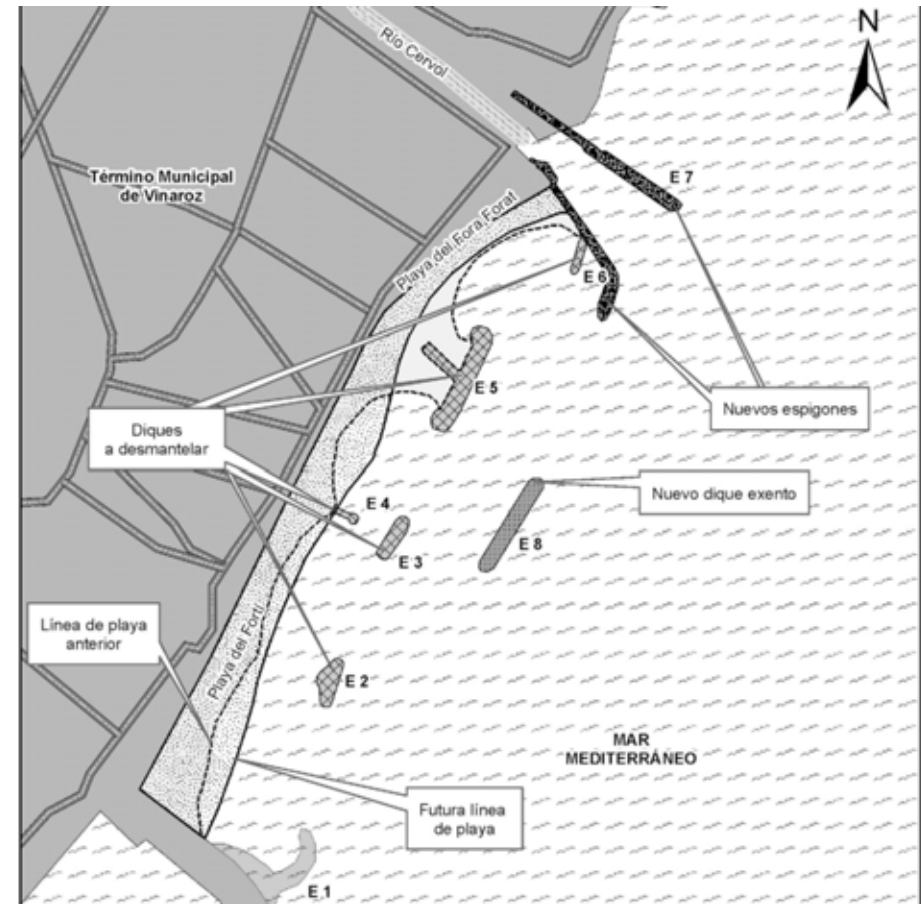 Río Cervol
N
Término Municipal
de Vinaroz
E 7
Playa del Fora Forat
E 6
E 5
Nuevos espigones
Diques
a desmantelar
Nuevo dique exento
E 4
E 3
E 8
Línea de playa
anterior
Playa del Fortí
E 2
MAR
MEDITERRÁNEO
Futura línea
de playa
E 1